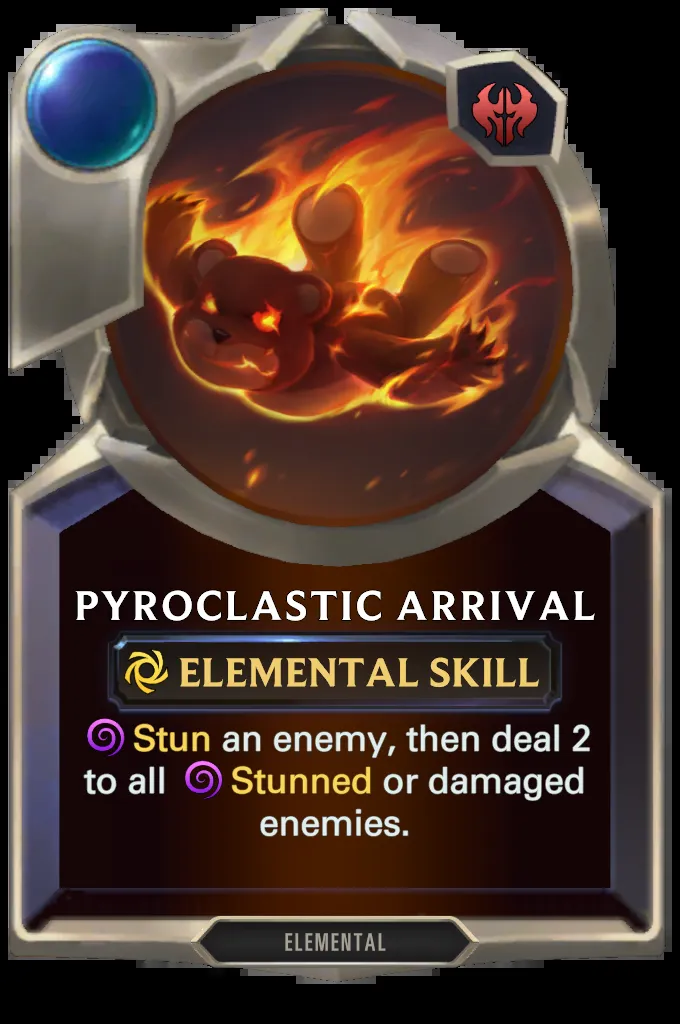 PYROCLASTIC ARRIVAL
ELEMENTAL SKILL
Stun an enemy, then deal 2
to all Stunned or damaged
enemies.
ELEMENTAL